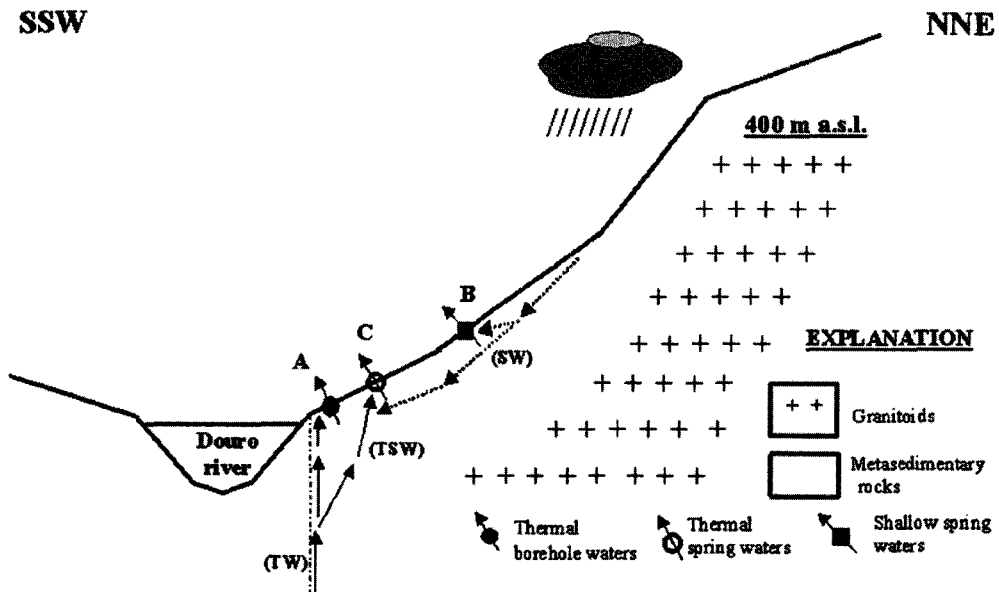 SSW
NNE
400 m a.s.l.
B
C
(SW)
A
EXPLANATION
Douro
river
(TSW)
Granitoids
Metasedimentary
rocks
(TW)
Thermal
borehole waters
Thermal
spring waters
Shallow spring
waters